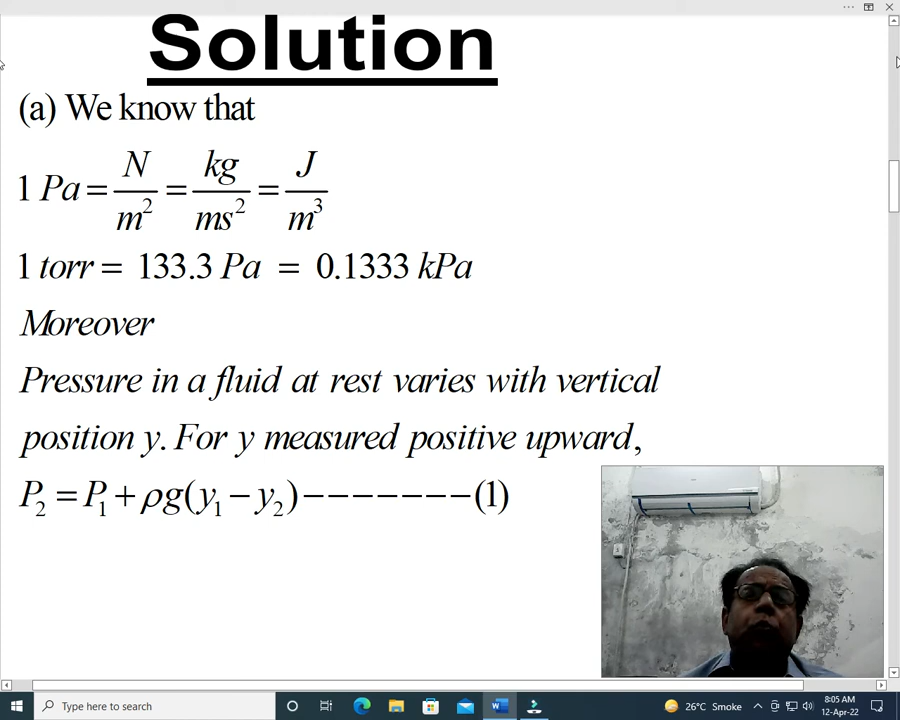 Solution
(a) We know that
1 Pa = N/m² = kg/ms² = J/m³
1 torr = 133.3 Pa = 0.1333 kPa
Moreover
Pressure in a fluid at rest varies with vertical
position y. For y measured positive upward,
P₂ = P₁ + ρg(y₁ − y₂)−−−−−−−(1)
Type here to search
26°C Smoke
8:05 AM
12-Apr-22